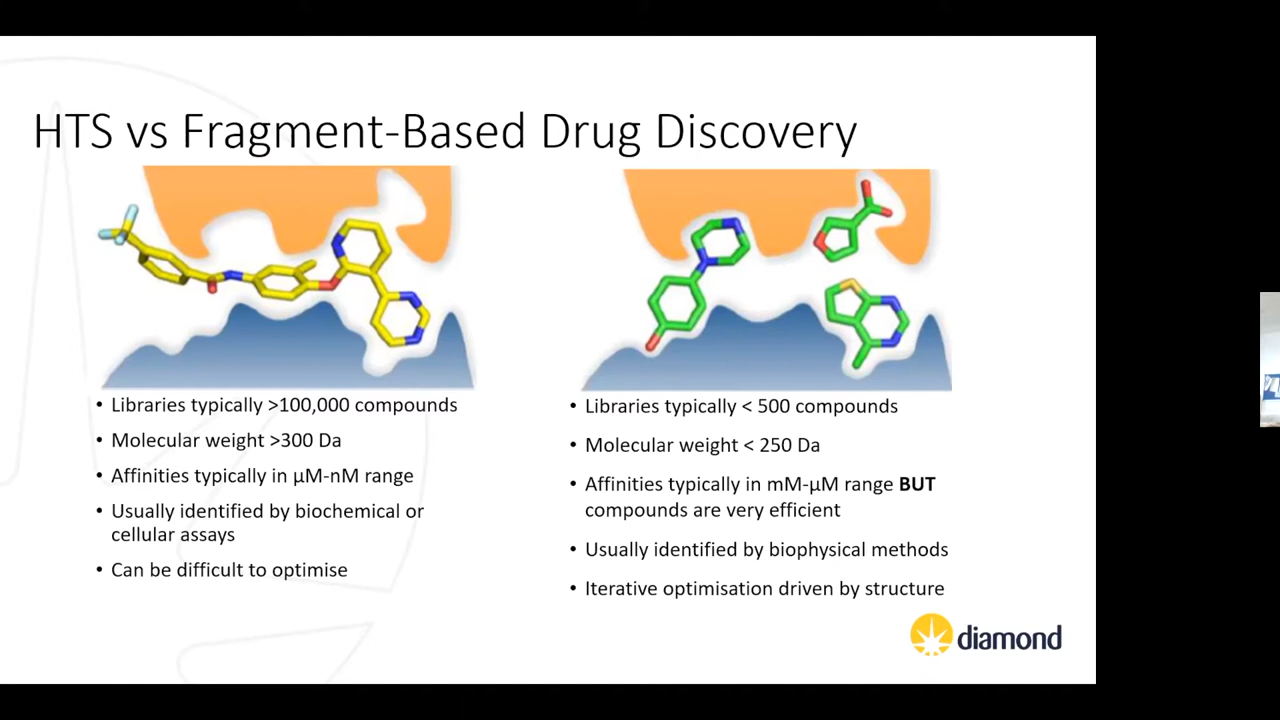 HTS vs Fragment-Based Drug Discovery
• Libraries typically >100,000 compounds
• Molecular weight >300 Da
• Affinities typically in µM-nM range
• Usually identified by biochemical or
cellular assays
• Can be difficult to optimise
• Libraries typically < 500 compounds
• Molecular weight < 250 Da
• Affinities typically in mM-µM range BUT
compounds are very efficient
• Usually identified by biophysical methods
• Iterative optimisation driven by structure
diamond